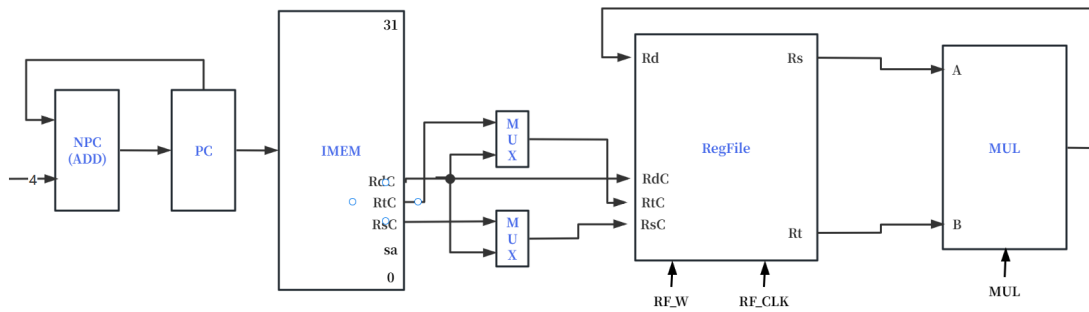 31
NPC
(ADD)
4
PC
IMEM
RdC
RtC
RsC
sa
0
M
U
X
M
U
X
Rd
Rs
RegFile
RdC
RtC
RsC
Rt
RF_W
RF_CLK
A
MUL
B
MUL